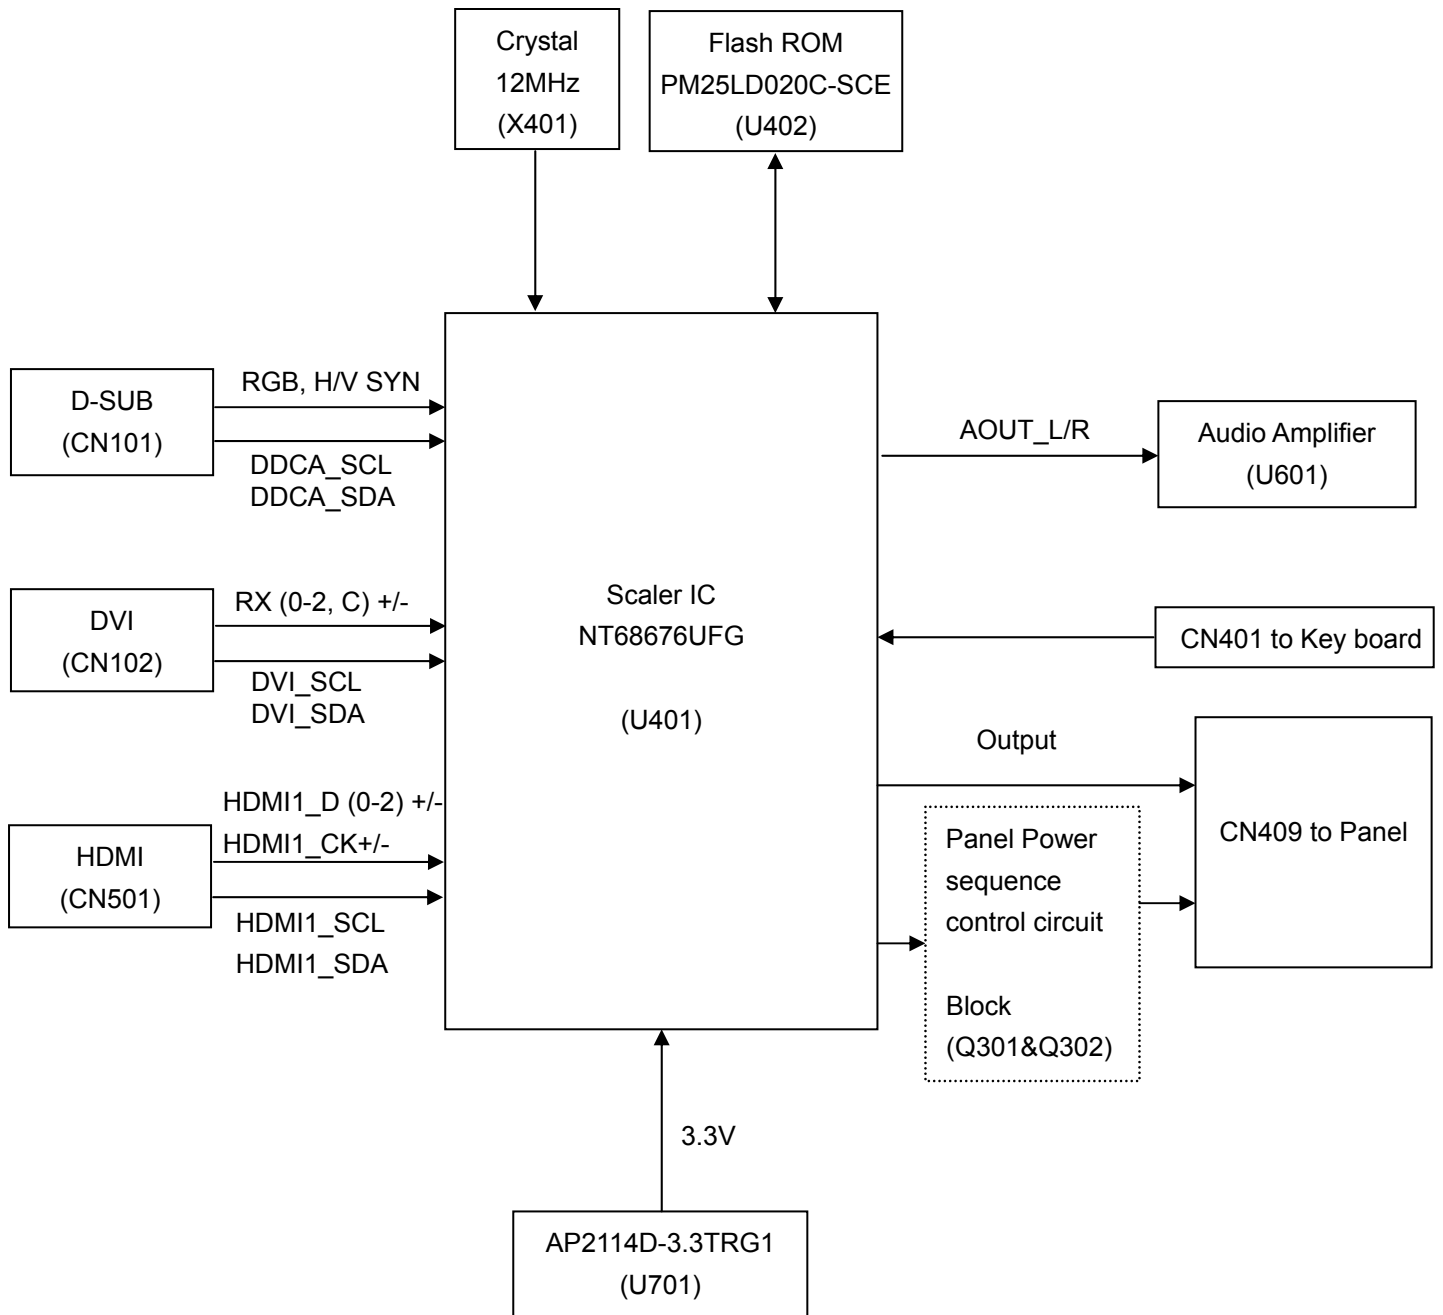 Crystal
12MHz
(X401)
Flash ROM
PM25LD020C-SCE
(U402)
D-SUB
(CN101)
RGB, H/V SYN
DDCA_SCL
DDCA_SDA
DVI
(CN102)
RX (0-2, C) +/-
DVI_SCL
DVI_SDA
HDMI
(CN501)
HDMI1_D (0-2) +/-
HDMI1_CK+/-
HDMI1_SCL
HDMI1_SDA
Scaler IC
NT68676UFG
(U401)
AOUT_L/R
Audio Amplifier
(U601)
CN401 to Key board
Output
CN409 to Panel
Panel Power
sequence
control circuit
Block
(Q301&Q302)
3.3V
AP2114D-3.3TRG1
(U701)